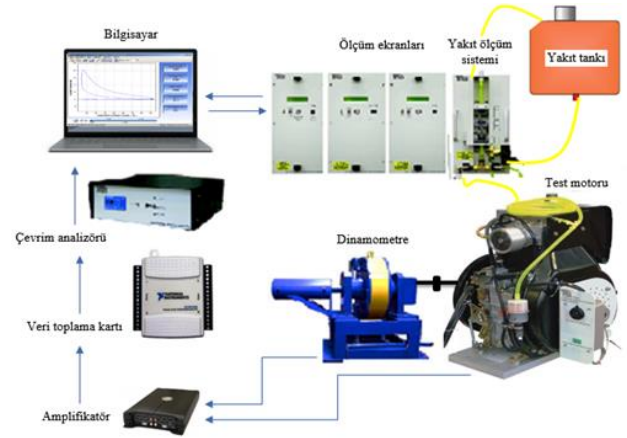 Bilgisayar
Ölçüm ekranları
Yakıt ölçüm
sistemi
Yakıt tankı
Test motoru
Çevrim analizörü
Dinamometre
Veri toplama kartı
Amplifikatör